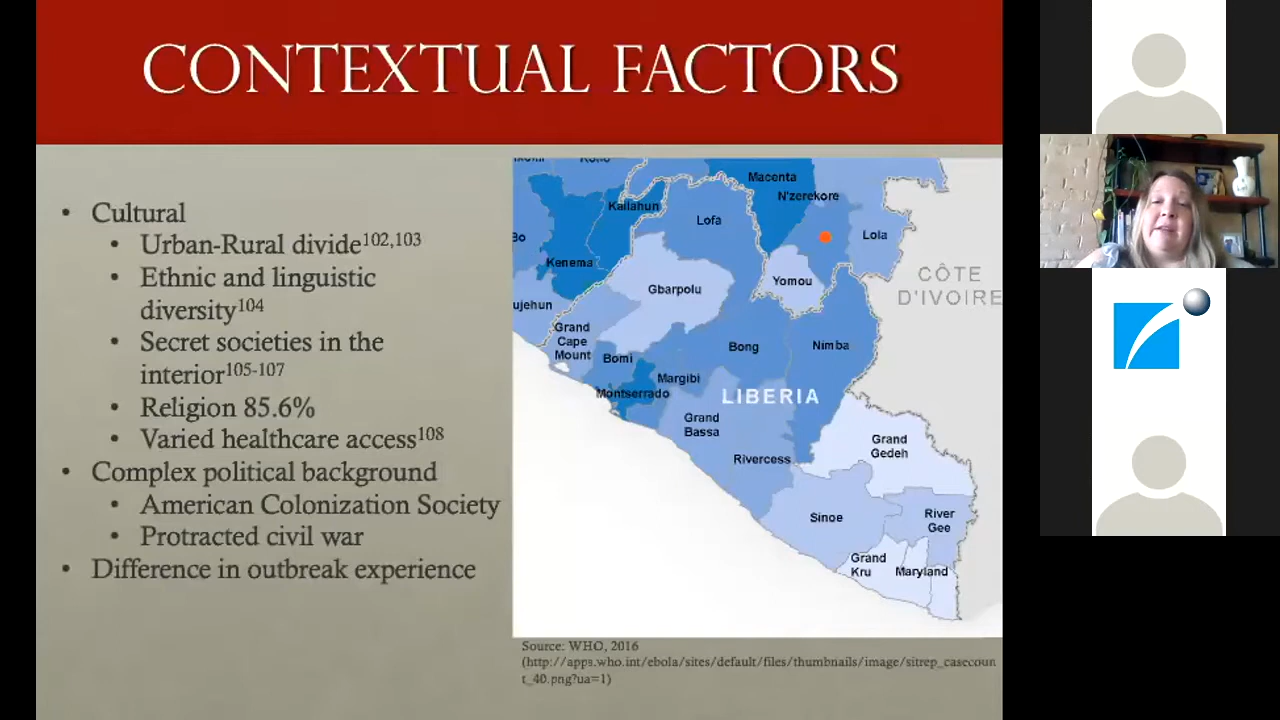 CONTEXTUAL FACTORS
• Cultural
• Urban-Rural divide102,103
• Ethnic and linguistic
diversity104
• Secret societies in the
interior105-107
• Religion 85.6%
• Varied healthcare access108
• Complex political background
• American Colonization Society
• Protracted civil war
• Difference in outbreak experience
Kono
Macenta
N'zerekore
Kailahun
Lofa
Bo
Lola
Kenema
Yomou
CÔTE
D'IVOIRE
Gbarpolu
ujehun
Grand
Cape
Mount
Bomi
Bong
Nimba
Margibi
Montserrado
LIBERIA
Grand
Bassa
Grand
Gedeh
Rivercess
Sinoe
River
Gee
Grand
Kru
Maryland
Source: WHO, 2016
(http://apps.who.int/ebola/sites/default/files/thumbnails/image/sitrep_casecoun
t_40.png?ua=1)